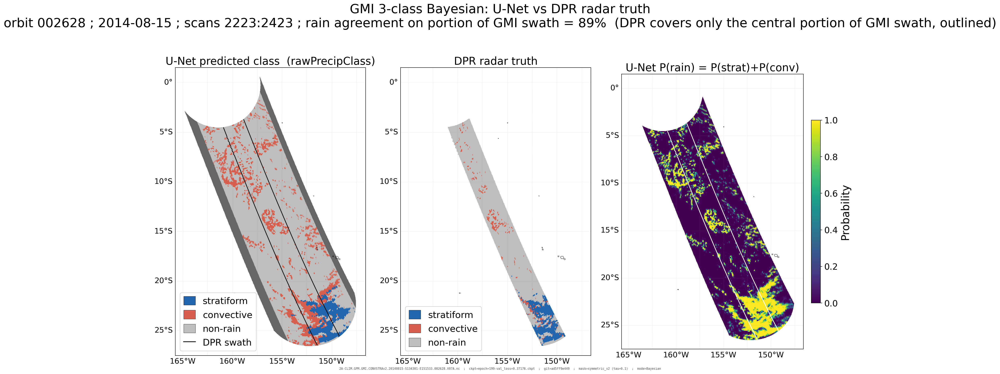 GMI 3-class Bayesian: U-Net vs DPR radar truth
orbit 002628 ; 2014-08-15 ; scans 2223:2423 ; rain agreement on portion of GMI swath = 89%  (DPR covers only the central portion of GMI swath, outlined)
U-Net predicted class  (rawPrecipClass)
0°
5°S
10°S
15°S
20°S
25°S
165°W
160°W
155°W
150°W
stratiform
convective
non-rain
DPR swath
DPR radar truth
0°
5°S
10°S
15°S
20°S
25°S
165°W
160°W
155°W
150°W
stratiform
convective
non-rain
U-Net P(rain) = P(strat)+P(conv)
0°
5°S
10°S
15°S
20°S
25°S
165°W
160°W
155°W
150°W
1.0
0.8
0.6
0.4
0.2
0.0
Probability
2A-CLIM.GPM.GMI.CONVSTRAv2.20140815-S134301-E151533.002628.V07A.nc  ;  ckpt=epoch=199-val_loss=0.37176.ckpt  ;  git=ad5ff9e449  ;  mask=symmetric_v2 (tau=0.1)  ;  mode=Bayesian